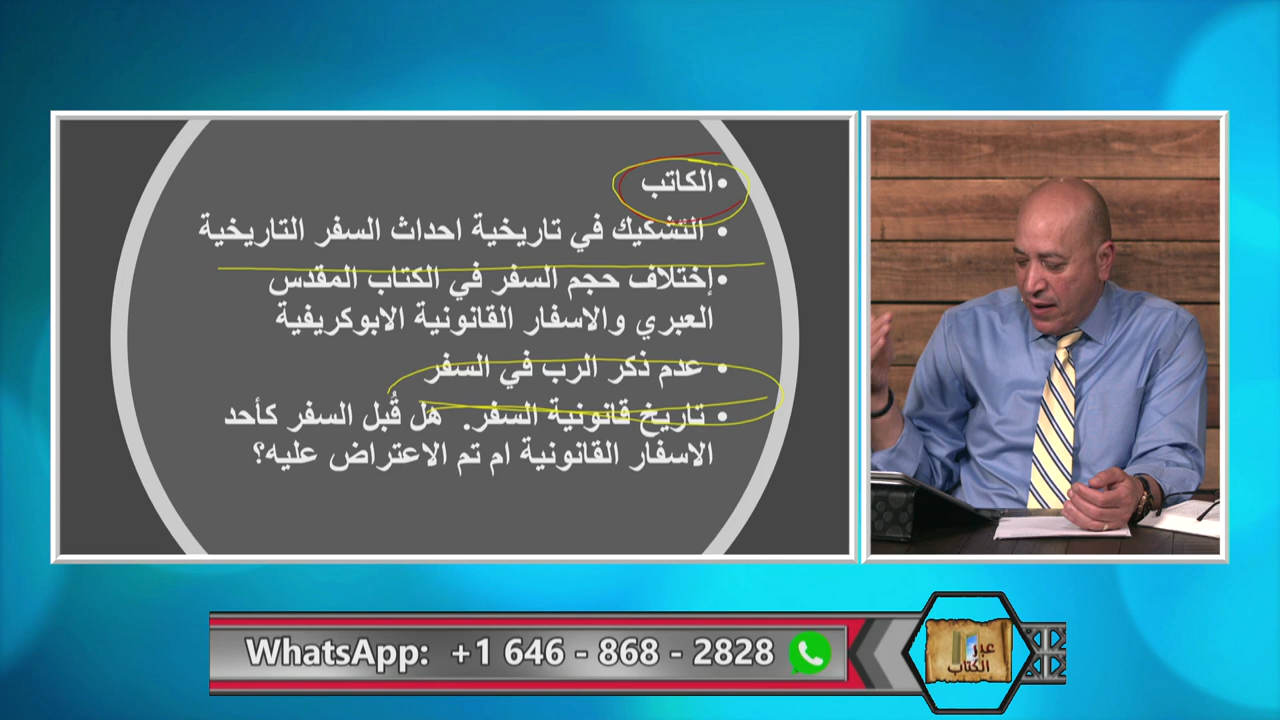 •الكاتب
• التشكيك في تاريخية احداث السفر التاريخية
•إختلاف حجم السفر في الكتاب المقدس
العبري والاسفار القانونية الابوكريفية
• عدم ذكر الرب في السفر
• تاريخ قانونية السفر. هل قُبل السفر كأحد
الاسفار القانونية ام تم الاعتراض عليه؟
WhatsApp: +1 646 - 868 - 2828
عبر
الكتاب